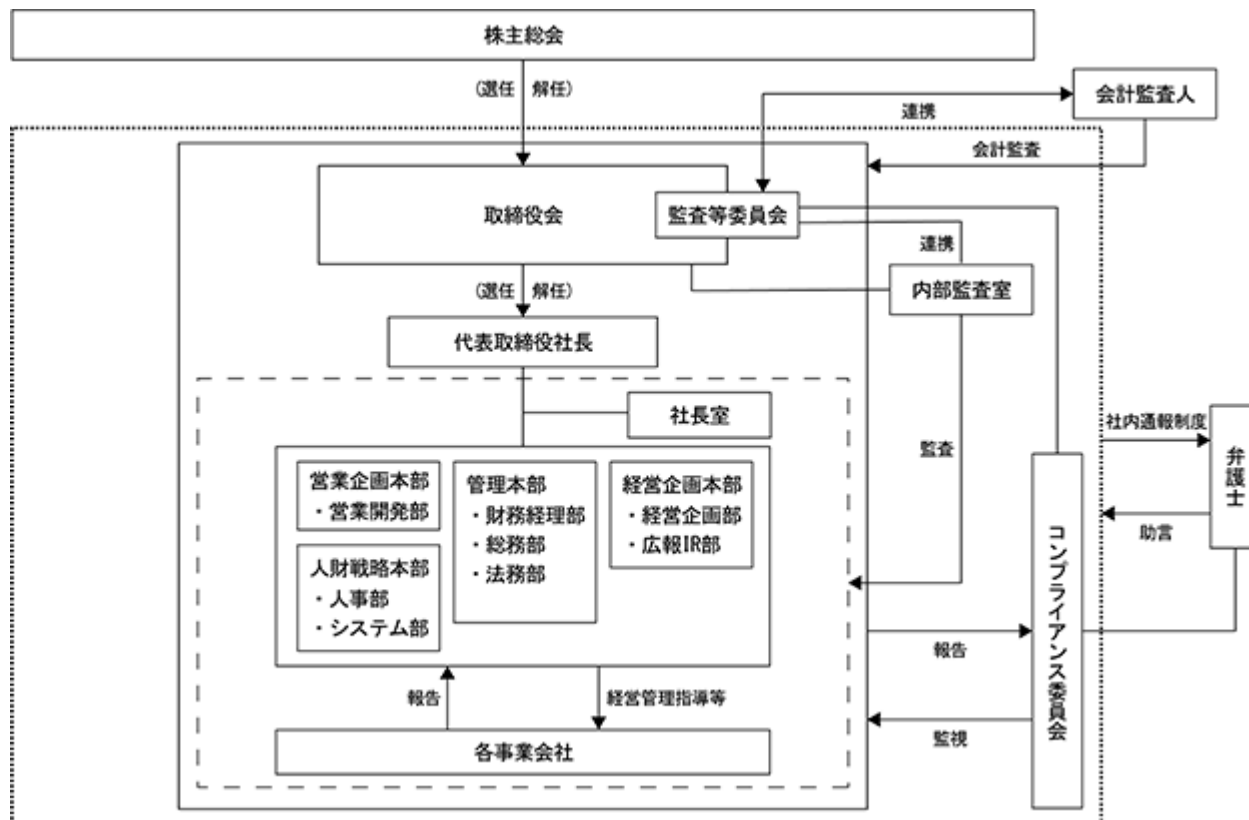 株主総会
(選任 解任)
会計監査人
連携
会計監査
取締役会
監査等委員会
連携
内部監査室
(選任 解任)
代表取締役社長
社長室
監査
社内通報制度
弁護士
助言
営業企画本部
・営業開発部
人財戦略本部
・人事部
・システム部
管理本部
・財務経理部
・総務部
・法務部
経営企画本部
・経営企画部
・広報IR部
コンプライアンス委員会
報告
監視
報告
経営管理指導等
各事業会社